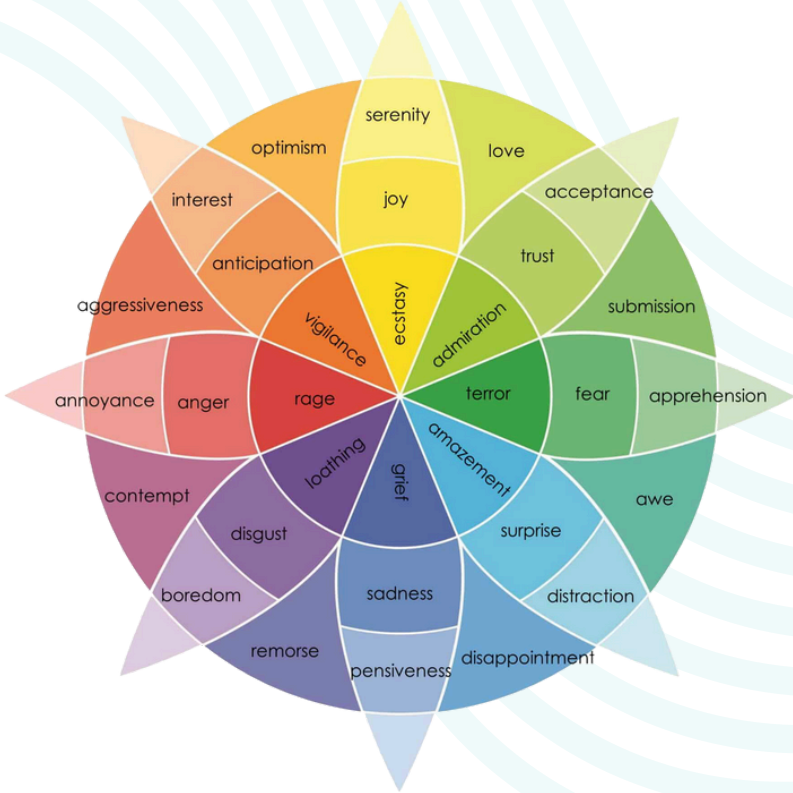 serenity
optimism
love
interest
joy
acceptance
anticipation
trust
aggressiveness
vigilance
ecstasy
admiration
submission
annoyance
anger
rage
terror
fear
apprehension
contempt
loathing
grief
amazement
awe
disgust
surprise
boredom
sadness
distraction
remorse
pensiveness
disappointment